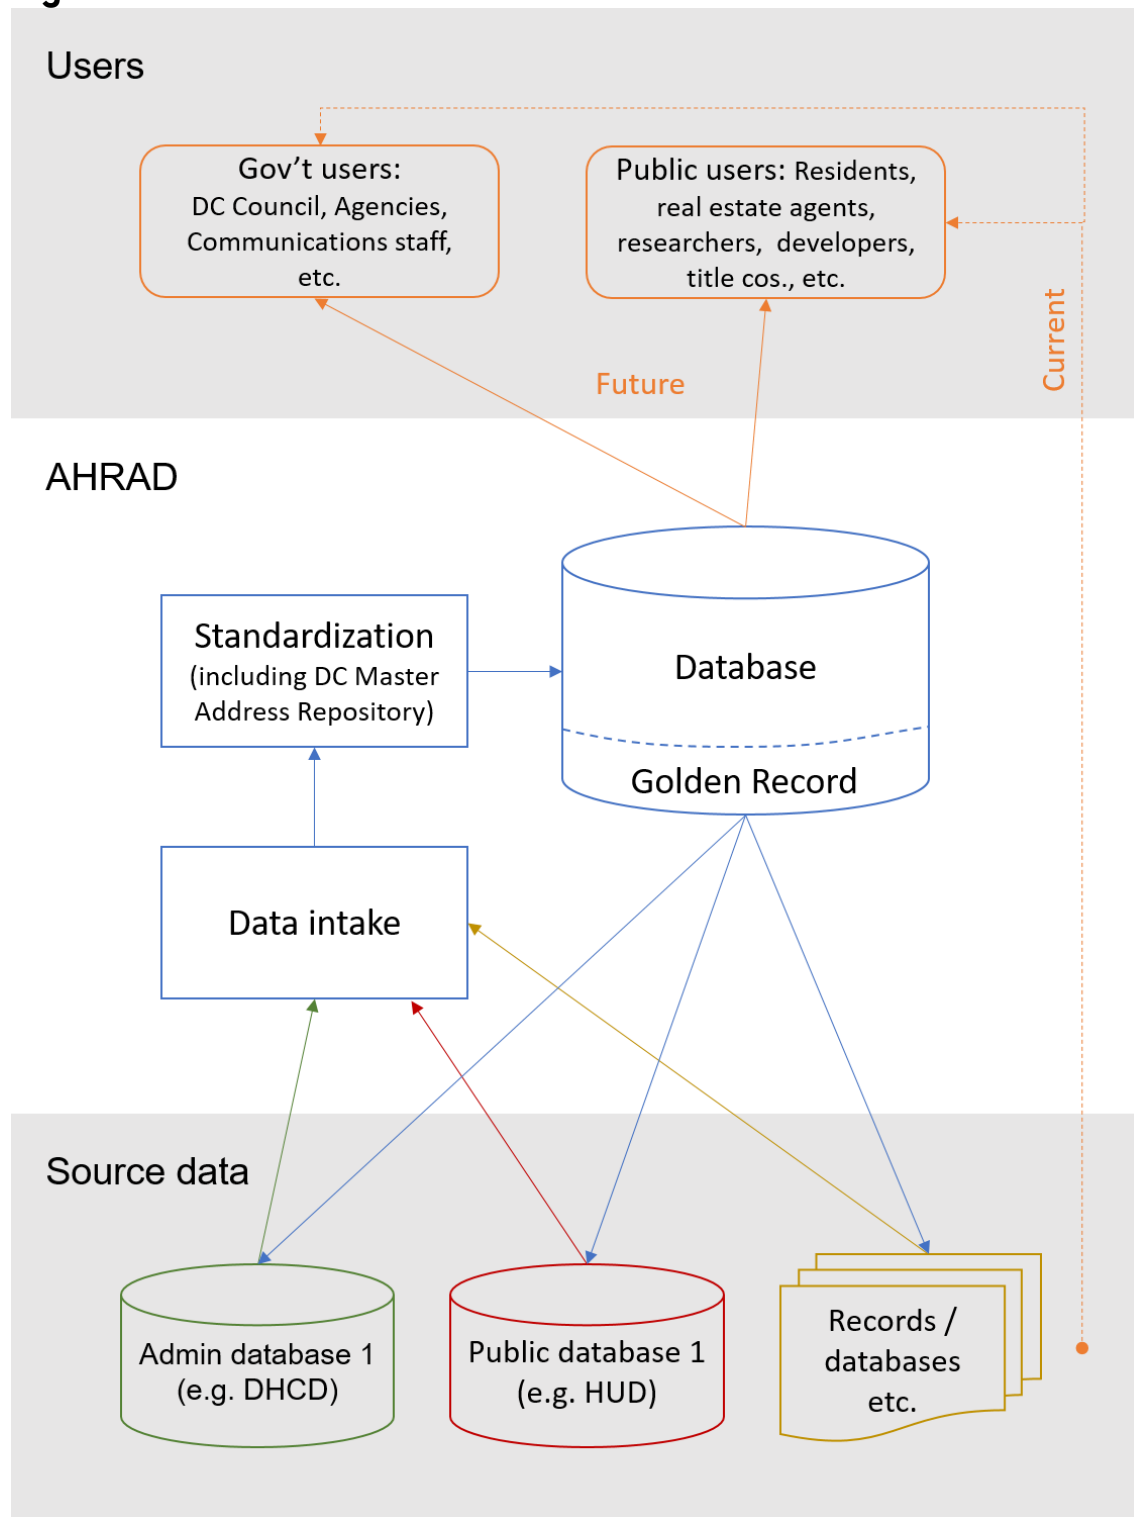 Users
Gov't users:
DC Council, Agencies,
Communications staff,
etc.
Public users: Residents,
real estate agents,
researchers, developers,
title cos., etc.
Future
Current
AHRAD
Standardization
(including DC Master
Address Repository)
Database
Golden Record
Data intake
Source data
Admin database 1
(e.g. DHCD)
Public database 1
(e.g. HUD)
Records /
databases
etc.